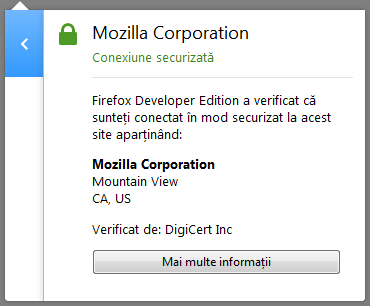 Mozilla Corporation
Conexiune securizată
Firefox Developer Edition a verificat că
sunteți conectat în mod securizat la acest
site aparținând:
Mozilla Corporation
Mountain View
CA, US
Verificat de: DigiCert Inc
Mai multe informații